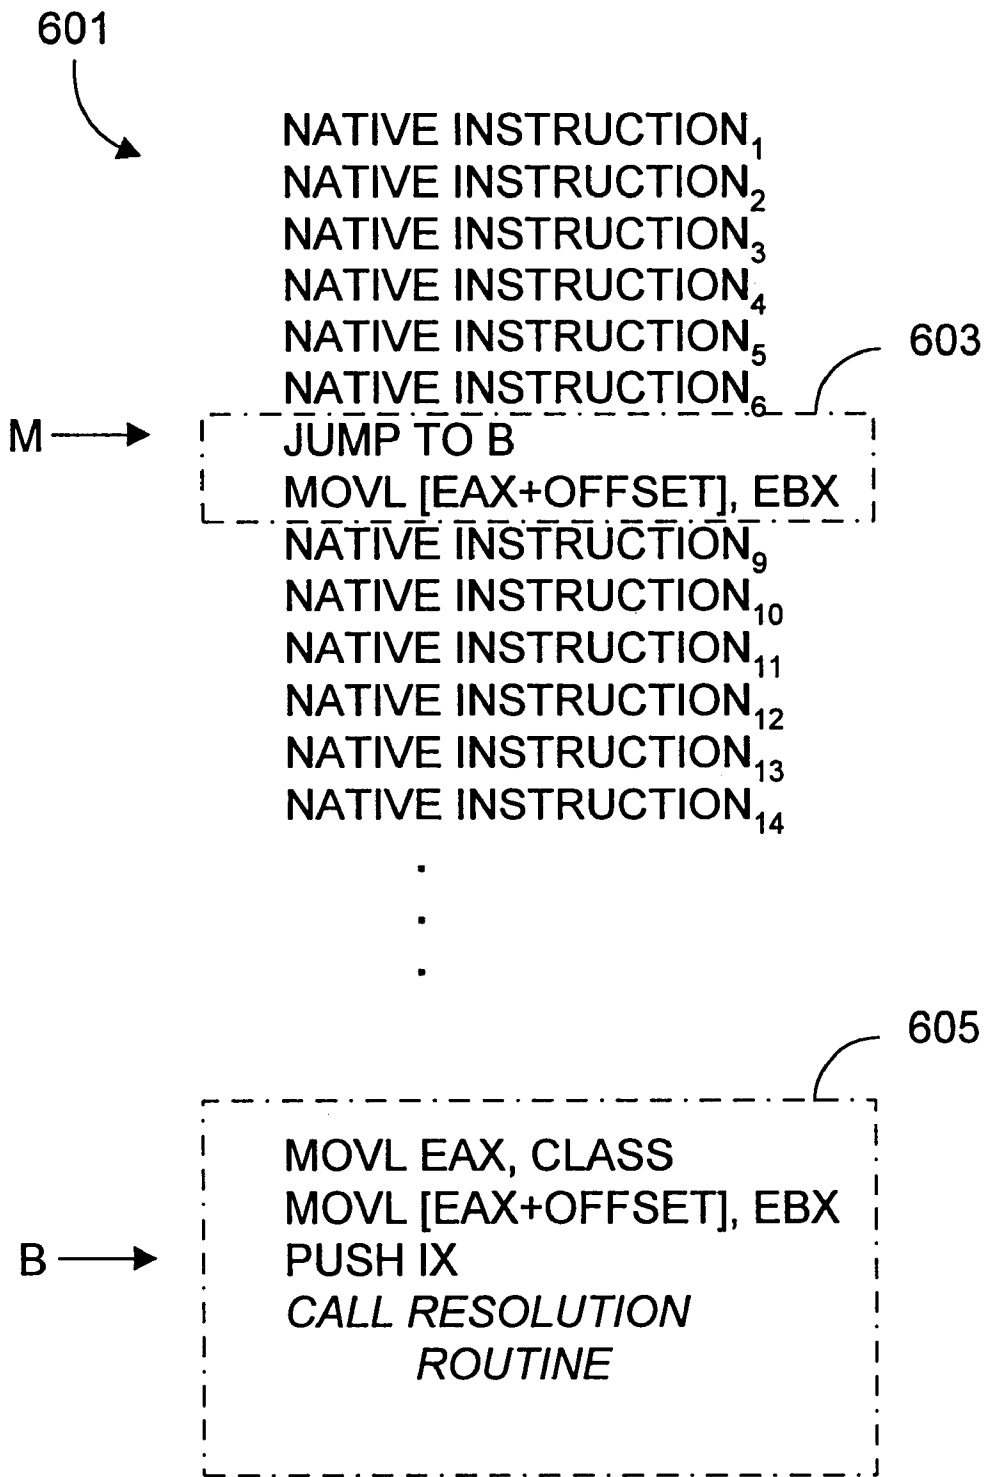 601
NATIVE INSTRUCTION₁
NATIVE INSTRUCTION₂
NATIVE INSTRUCTION₃
NATIVE INSTRUCTION₄
NATIVE INSTRUCTION₅
603
NATIVE INSTRUCTION₆
M
JUMP TO B
MOVL [EAX+OFFSET], EBX
NATIVE INSTRUCTION₉
NATIVE INSTRUCTION₁₀
NATIVE INSTRUCTION₁₁
NATIVE INSTRUCTION₁₂
NATIVE INSTRUCTION₁₃
NATIVE INSTRUCTION₁₄
.
.
.
605
MOVL EAX, CLASS
MOVL [EAX+OFFSET], EBX
B
PUSH IX
CALL RESOLUTION
ROUTINE